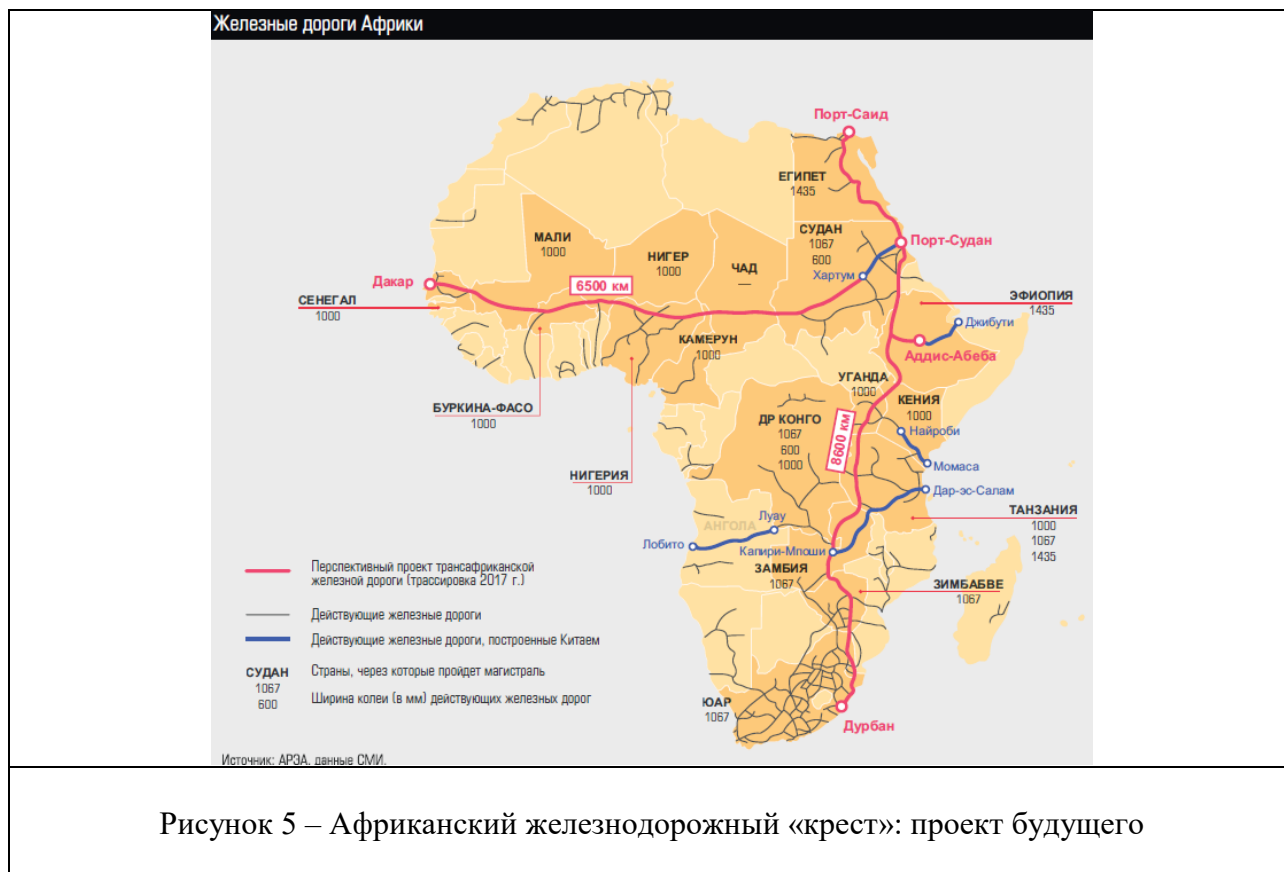 Железные дороги Африки
Порт-Саид
ЕГИПЕТ
1435
СУДАН
1067
600
Порт-Судан
Хартум
МАЛИ
1000
НИГЕР
1000
ЧАД
—
Дакар
6500 км
СЕНЕГАЛ
1000
ЭФИОПИЯ
1435
Джибути
Аддис-Абеба
КАМЕРУН
1000
УГАНДА
1000
КЕНИЯ
1000
БУРКИНА-ФАСО
1000
ДР КОНГО
1067
600
1000
8600 км
Найроби
Момаса
НИГЕРИЯ
1000
Дар-эс-Салам
ТАНЗАНИЯ
1000
1067
1435
АНГОЛА
Луау
Лобито
Капири-Мпоши
ЗАМБИЯ
1067
ЗИМБАБВЕ
1067
ЮАР
1067
Дурбан
Перспективный проект трансафриканской
железной дороги (трассировка 2017 г.)
Действующие железные дороги
Действующие железные дороги, построенные Китаем
СУДАН
1067
600
Страны, через которые пройдет магистраль
Ширина колеи (в мм) действующих железных дорог
Источник: АРЗА, данные СМИ.
Рисунок 5 – Африканский железнодорожный «крест»: проект будущего